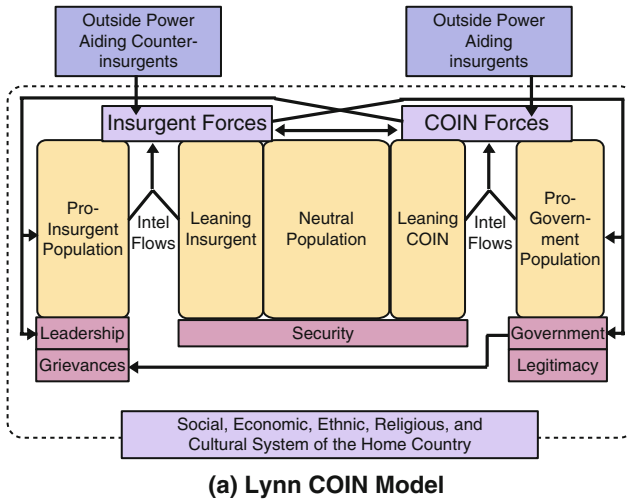 Outside Power
Aiding Counter-
insurgents
Outside Power
Aiding
insurgents
Insurgent Forces
COIN Forces
Pro-
Insurgent
Population
Intel
Flows
Leaning
Insurgent
Neutral
Population
Leaning
COIN
Intel
Flows
Pro-
Govern-
ment
Population
Leadership
Security
Government
Grievances
Legitimacy
Social, Economic, Ethnic, Religious, and
Cultural System of the Home Country
(a) Lynn COIN Model